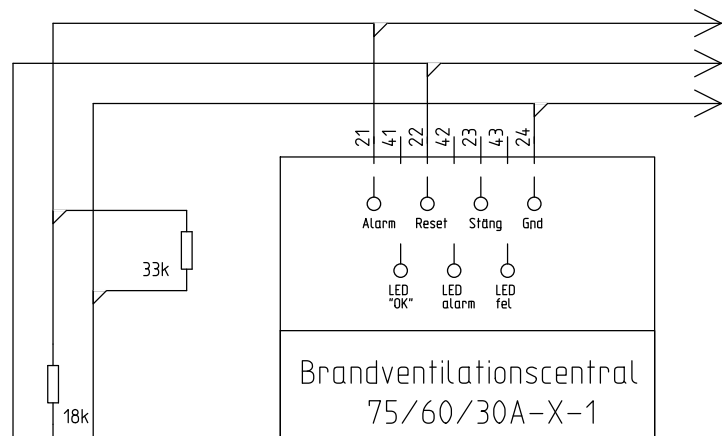 21 41 22 42 23 43 24
Alarm Reset Stäng Gnd
33k
LED "OK"
LED alarm
LED fel
Brandventilationscentral
75/60/30A-X-1
18k